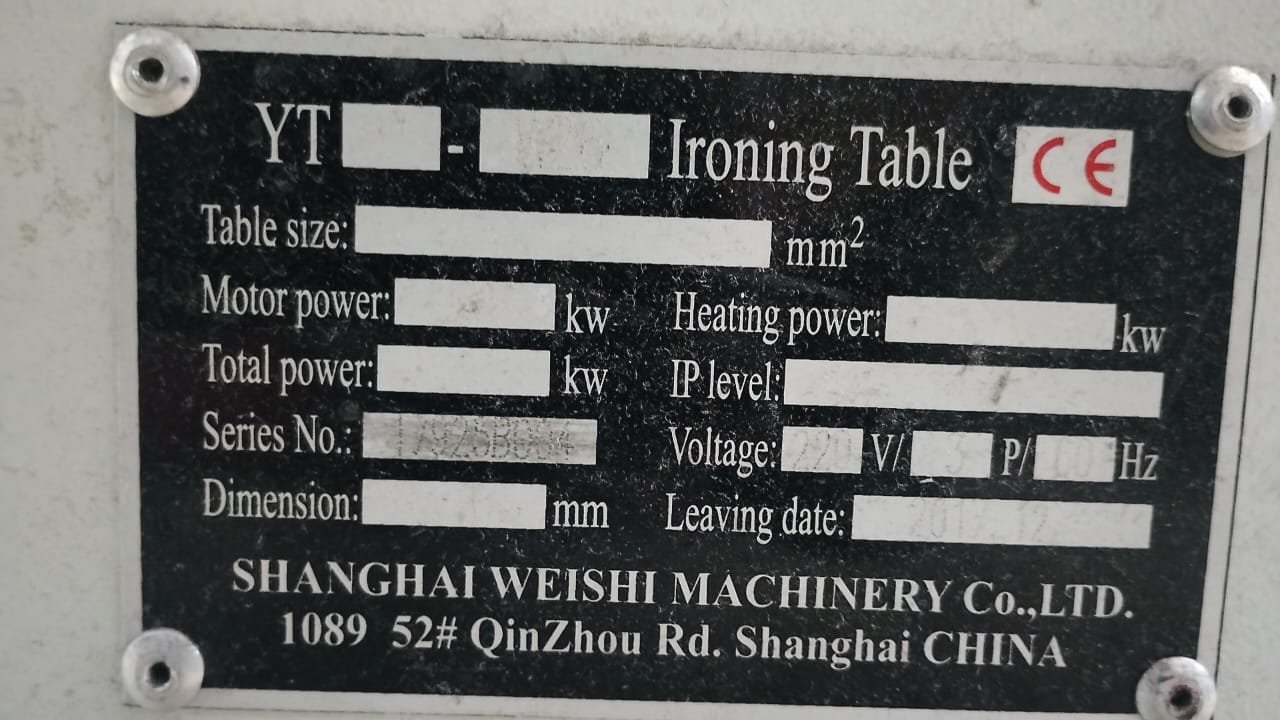 YT - Ironing Table CE
Table size: mm²
Motor power: kw Heating power: kw
Total power: kw IP level:
Series No.: Voltage: 220 V/ 3 P/ 60 Hz
Dimension: mm Leaving date:
SHANGHAI WEISHI MACHINERY Co.,LTD.
1089 52# QinZhou Rd. Shanghai CHINA